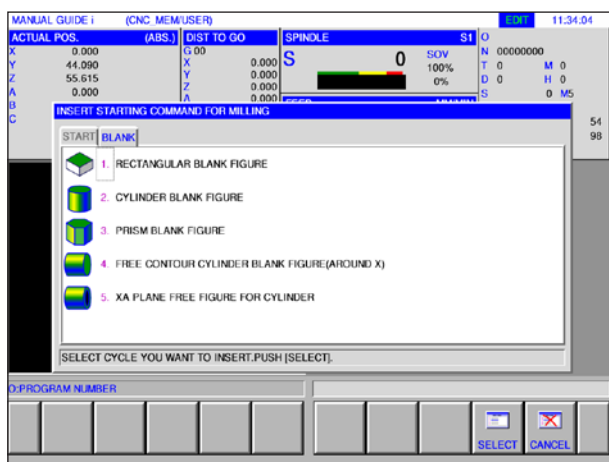 MANUAL GUIDE i (CNC_MEM/USER) EDIT 11:34:04
ACTUAL POS. (ABS.) DIST TO GO SPINDLE S1 O
X 0.000 G 00 N 00000000
Y 44.090 X 0.000 S 0 SOV 100% T 0 M 0
Z 55.615 Y 0.000 0% D 0 H 0
A 0.000 Z 0.000 S 0 M5
B A 0.000
C 54
98
INSERT STARTING COMMAND FOR MILLING
START BLANK
1. RECTANGULAR BLANK FIGURE
2. CYLINDER BLANK FIGURE
3. PRISM BLANK FIGURE
4. FREE CONTOUR CYLINDER BLANK FIGURE(AROUND X)
5. XA PLANE FREE FIGURE FOR CYLINDER
SELECT CYCLE YOU WANT TO INSERT.PUSH [SELECT].
O:PROGRAM NUMBER
SELECT CANCEL